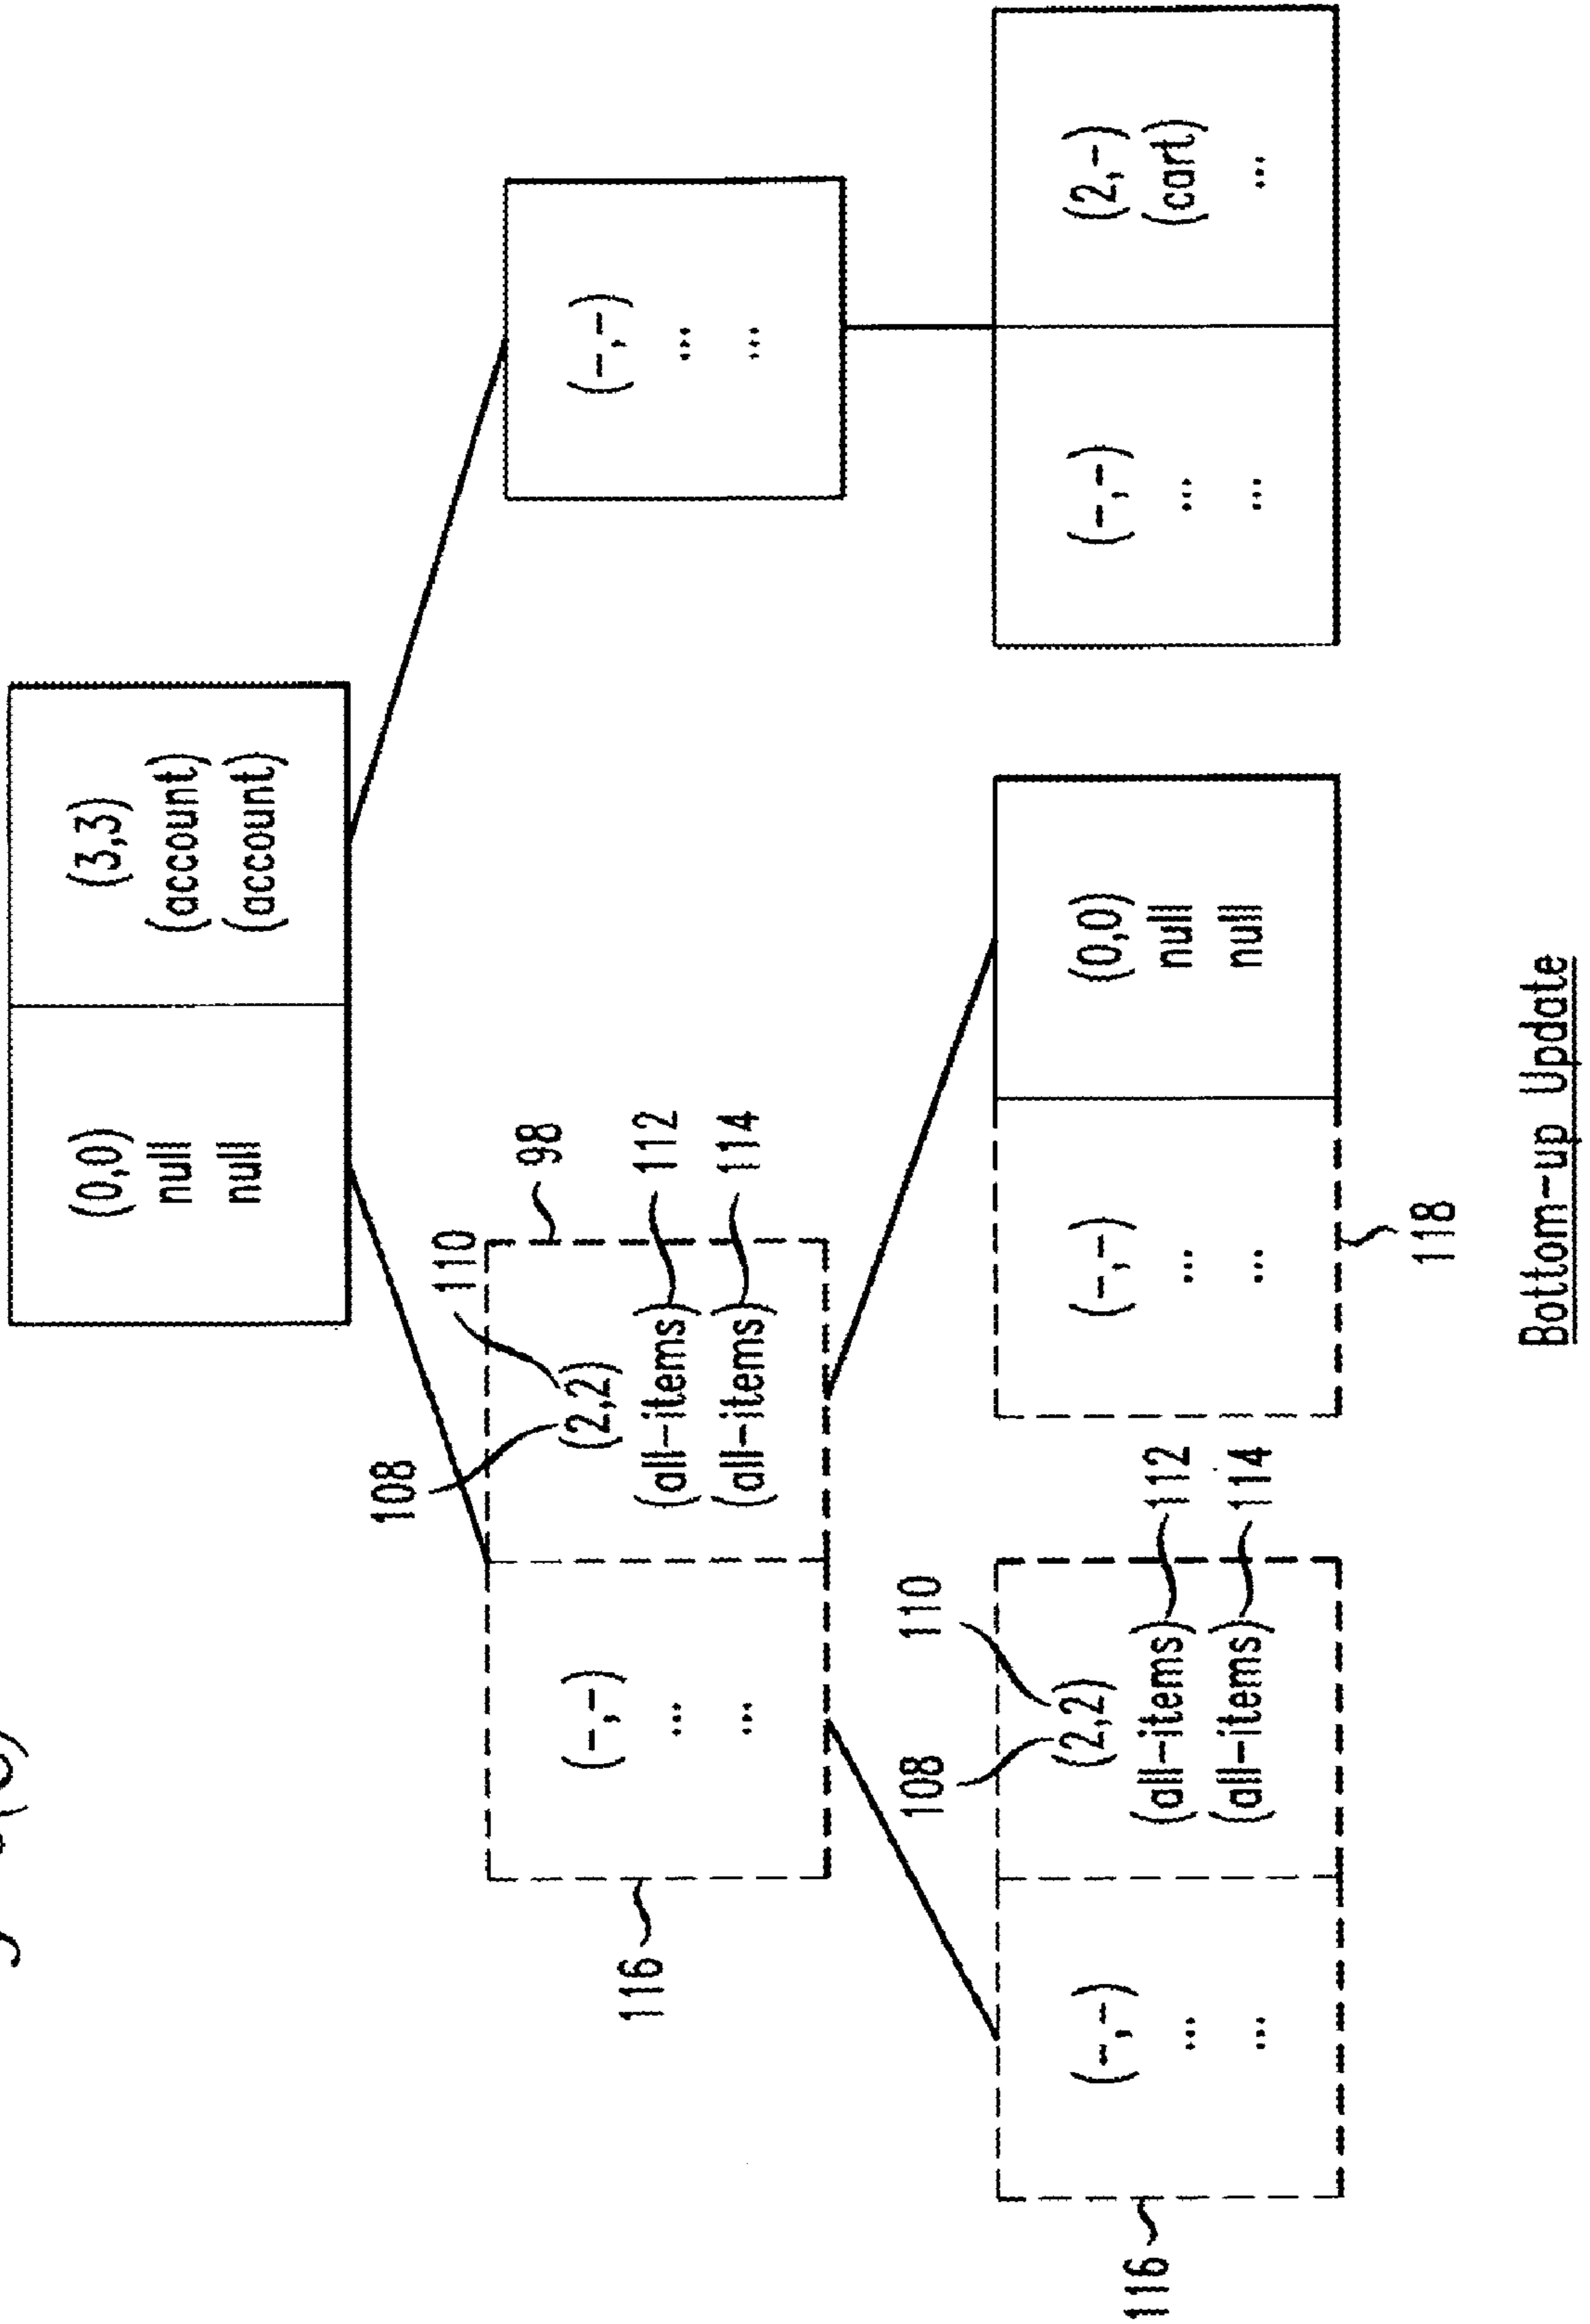 (0,0)
null
null
(3,3)
(account)
(account)
108
110
98
(-,-)
...
...
(2,2)
(all-items)
(all-items)
112
114
116
(-,-)
...
...
108
110
(-,-)
...
...
(2,2)
(all-items)
(all-items)
112
114
116
(-,-)
...
...
118
(0,0)
null
null
(-,-)
...
...
(2,-)
(cart)
...
Bottom-up Update